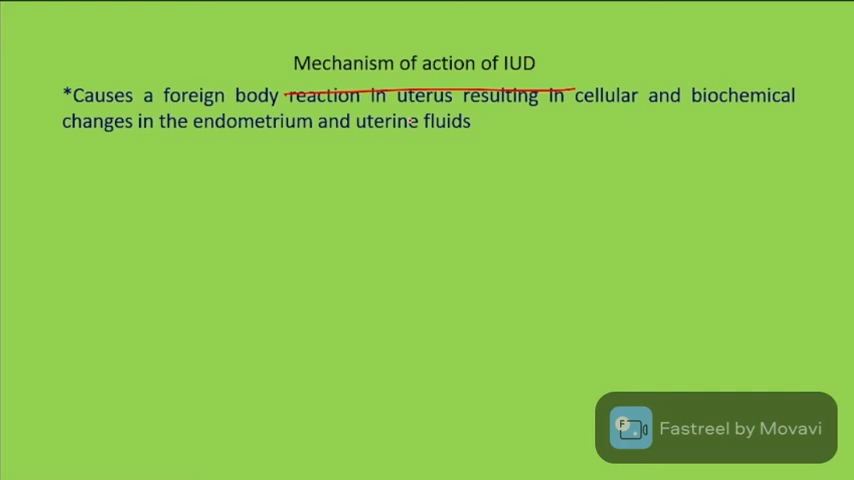 Mechanism of action of IUD
*Causes a foreign body reaction in uterus resulting in cellular and biochemical
changes in the endometrium and uterine fluids
Fastreel by Movavi